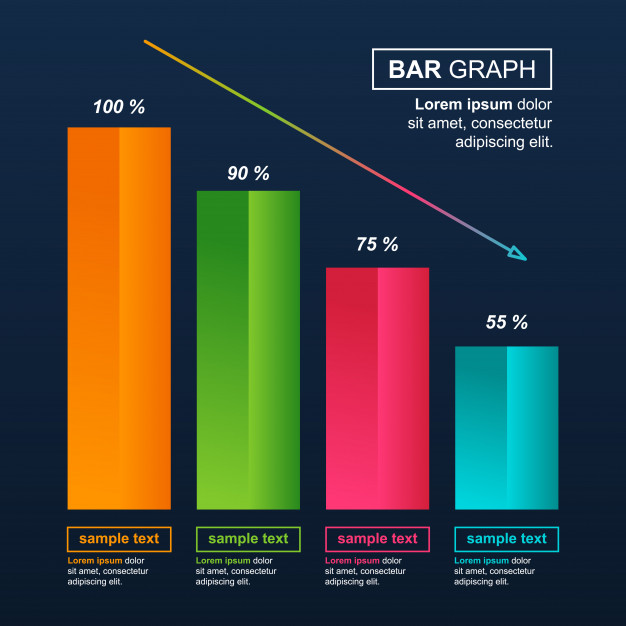 BAR GRAPH
Lorem ipsum dolor
sit amet, consectetur
adipiscing elit.
100 %
90 %
75 %
55 %
sample text
Lorem ipsum dolor
sit amet, consectetur
adipiscing elit.
sample text
Lorem ipsum dolor
sit amet, consectetur
adipiscing elit.
sample text
Lorem ipsum dolor
sit amet, consectetur
adipiscing elit.
sample text
Lorem ipsum dolor
sit amet, consectetur
adipiscing elit.